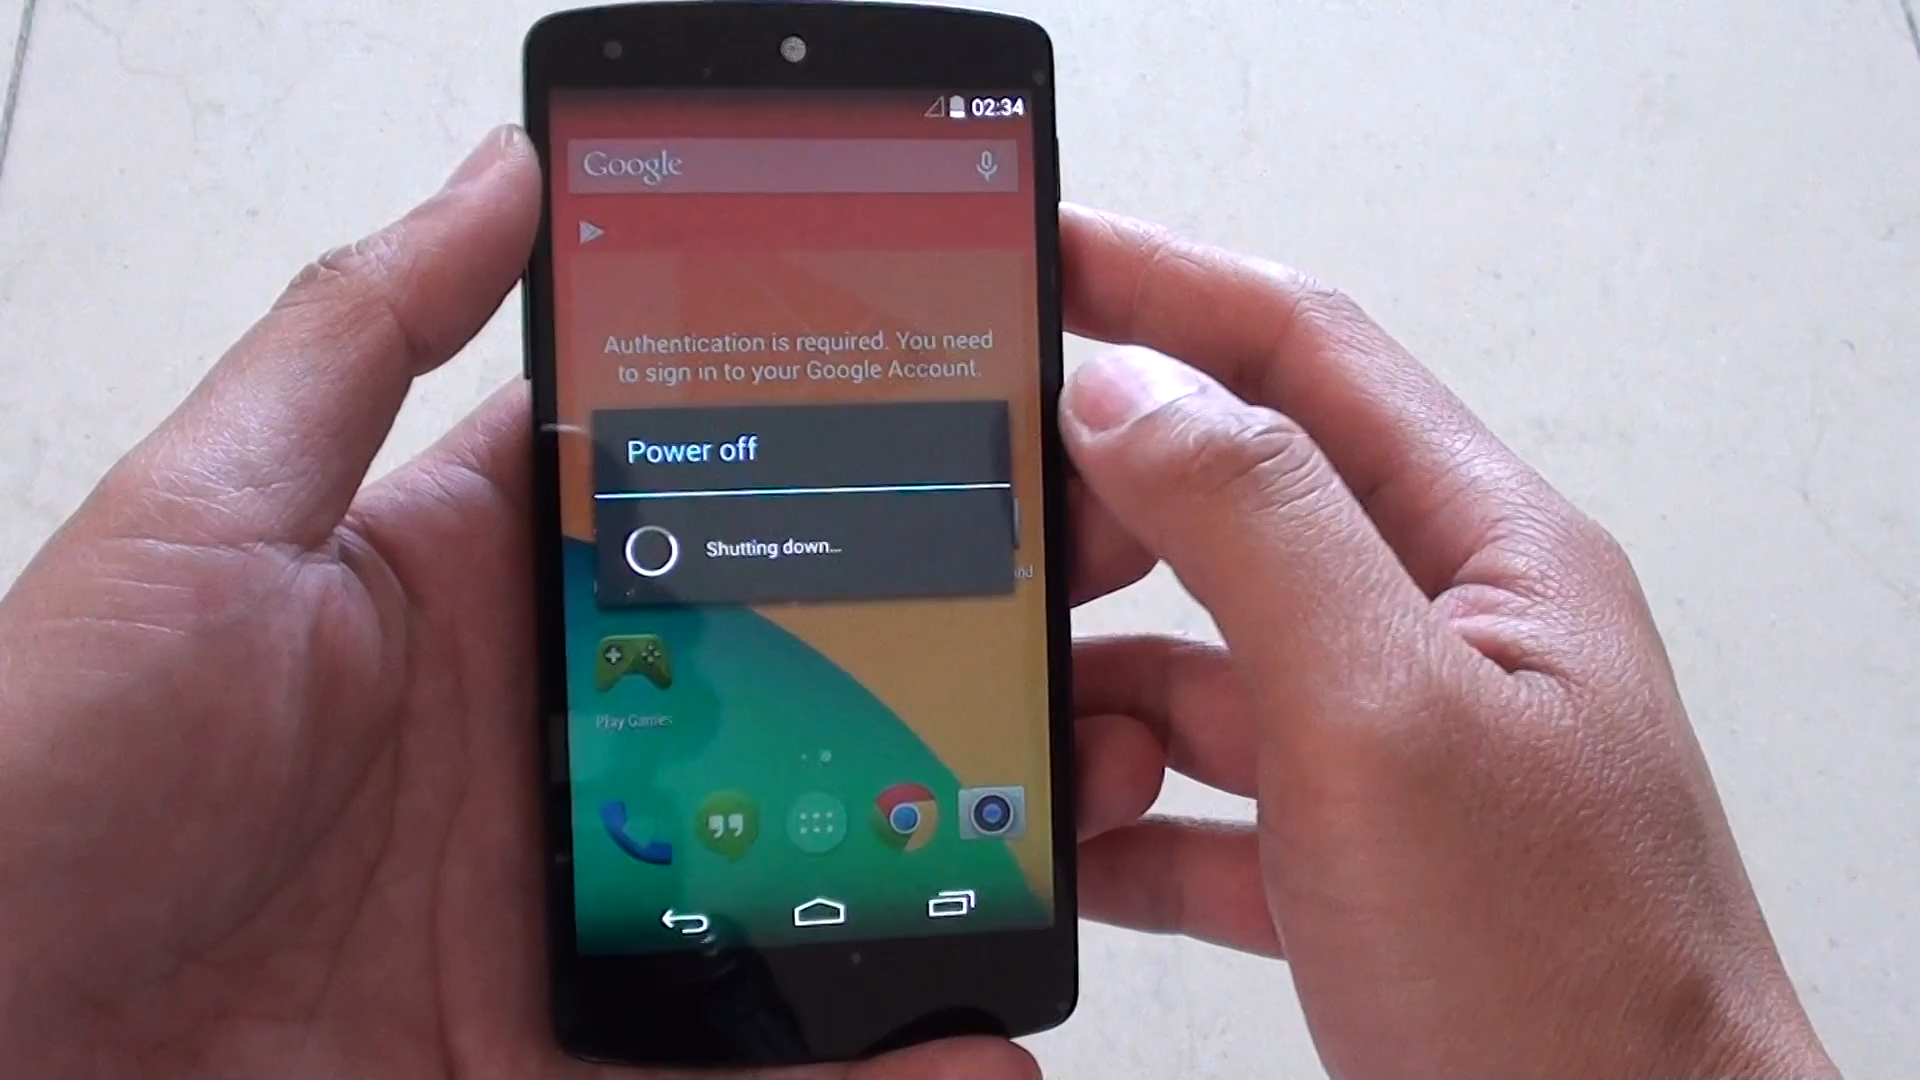 02:34
Google
Authentication is required. You need
to sign in to your Google Account.
Power off
Shutting down...
Play Games